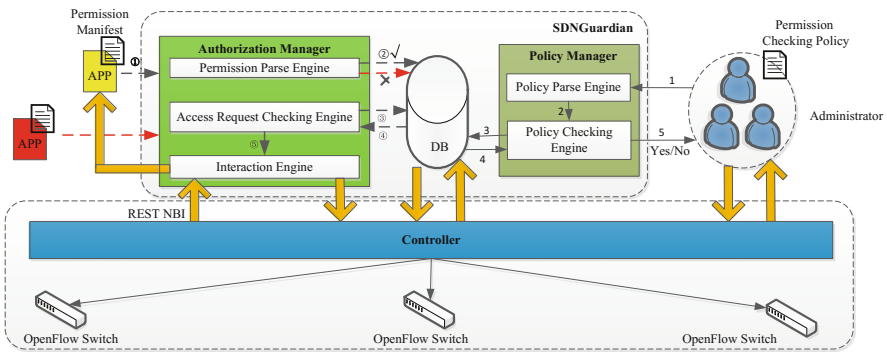 Permission
Manifest
SDNGuardian
Permission
Checking Policy
Authorization Manager
Policy Manager
APP
①
Permission Parse Engine
②√
×
Policy Parse Engine
1
Administrator
Access Request Checking Engine
③
④
2
APP
⑤
DB
3
4
Policy Checking
Engine
5
Yes/No
Interaction Engine
REST NBI
Controller
OpenFlow Switch
OpenFlow Switch
OpenFlow Switch